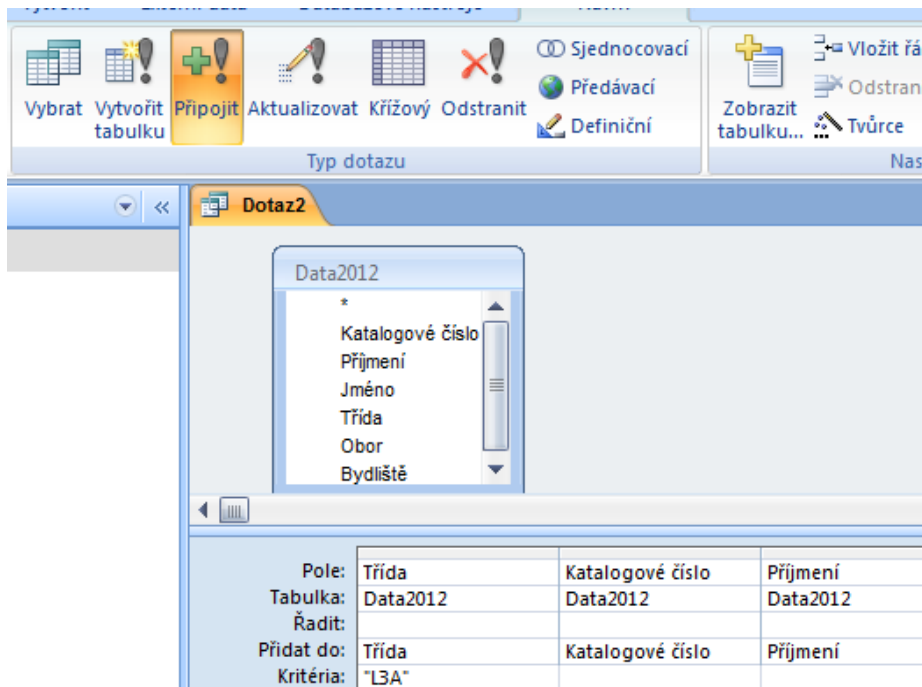 Vybrat Vytvořit tabulku Připojit Aktualizovat Křížový Odstranit
Sjednocovací
Předávací
Definiční
Zobrazit tabulku...
Vložit řá
Odstran
Tvůrce
Typ dotazu
Nas
Dotaz2
Data2012
*
Katalogové číslo
Příjmení
Jméno
Třída
Obor
Bydliště
Pole: Třída Katalogové číslo Příjmení
Tabulka: Data2012 Data2012 Data2012
Řadit:
Přidat do: Třída Katalogové číslo Příjmení
Kritéria: "L3A"